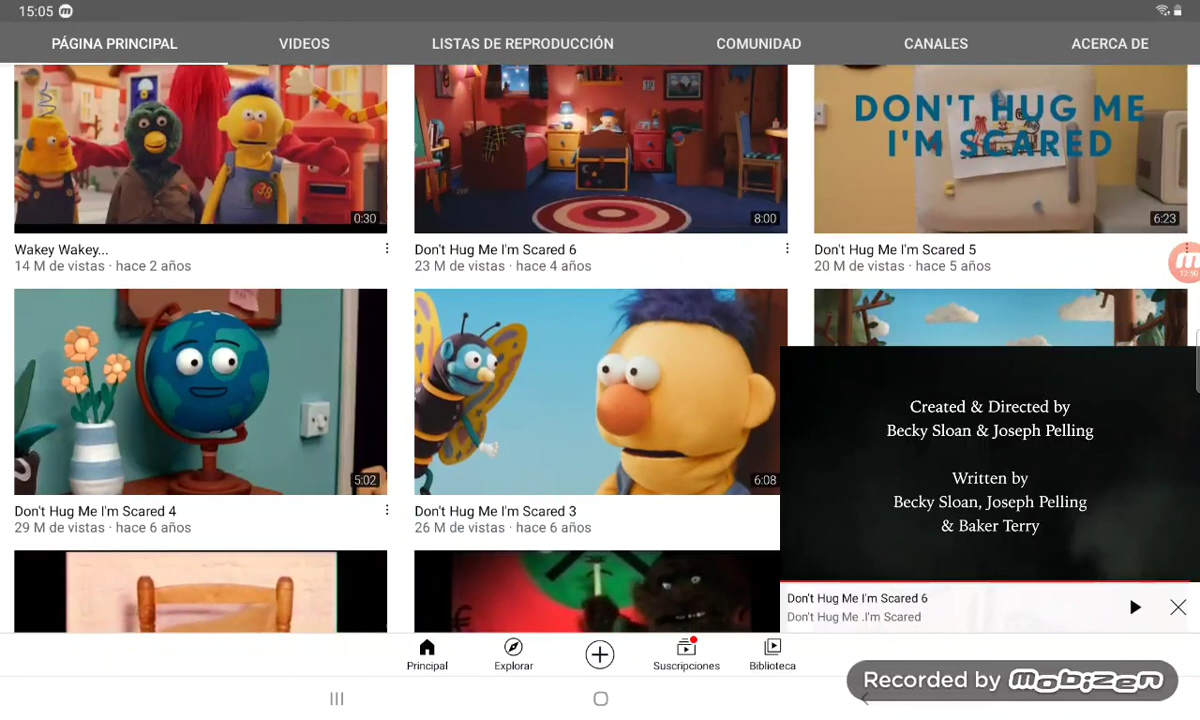 15:05
PÁGINA PRINCIPAL
VIDEOS
LISTAS DE REPRODUCCIÓN
COMUNIDAD
CANALES
ACERCA DE
38
0:30
8:00
DON'T HUG ME
I'M SCARED
6:23
Wakey Wakey...
14 M de vistas · hace 2 años
Don't Hug Me I'm Scared 6
23 M de vistas · hace 4 años
Don't Hug Me I'm Scared 5
20 M de vistas · hace 5 años
12:50
5:02
6:08
Don't Hug Me I'm Scared 4
29 M de vistas · hace 6 años
Don't Hug Me I'm Scared 3
26 M de vistas · hace 6 años
Created & Directed by
Becky Sloan & Joseph Pelling
Written by
Becky Sloan, Joseph Pelling
& Baker Terry
Don't Hug Me I'm Scared 6
Don't Hug Me .I'm Scared
Principal
Explorar
Suscripciones
Biblioteca
Recorded by mobizen